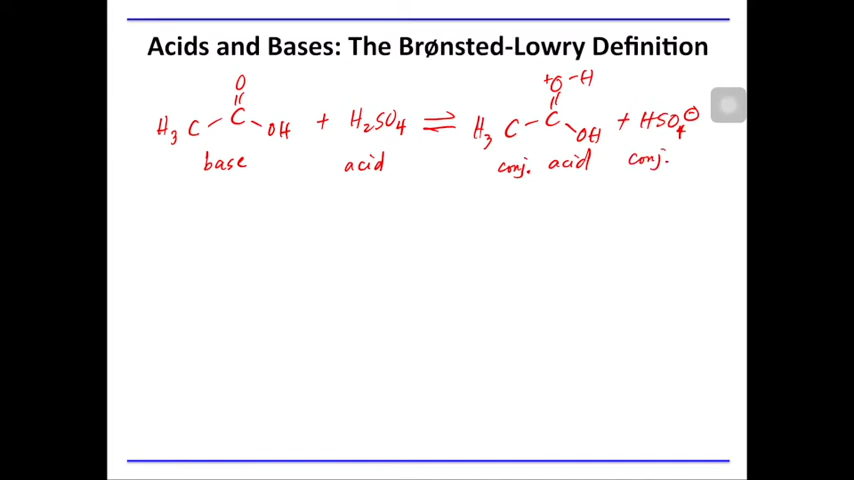 Acids and Bases: The Brønsted-Lowry Definition
O +O-H
H3C-C-OH + H2SO4 ⇌ H3C-C-OH + HSO4⊖
base acid conj. acid conj.